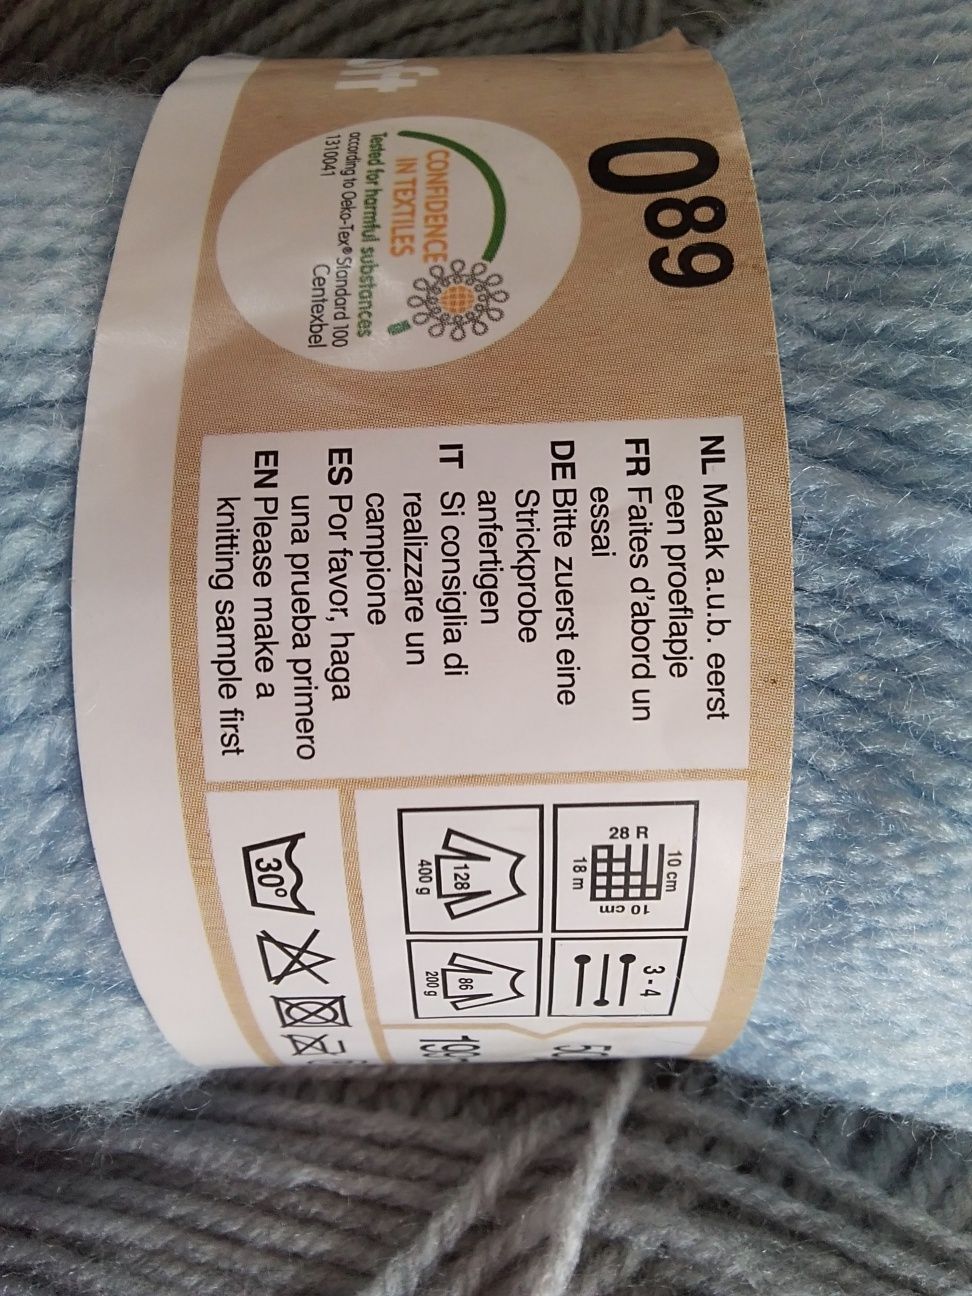 089
CONFIDENCE
IN TEXTILES
Tested for harmful substances
according to Oeko-Tex® Standard 100
1310041
Centexbel
NL Maak a.u.b. eerst
een proeflapje
FR Faites d'abord un
essai
DE Bitte zuerst eine
Strickprobe
anfertigen
IT Si consiglia di
realizzare un
campione
ES Por favor, haga
una prueba primero
EN Please make a
knitting sample first
10 cm
28 R
10 cm
18 m
3 - 4
128
400 g
86
200 g
30°